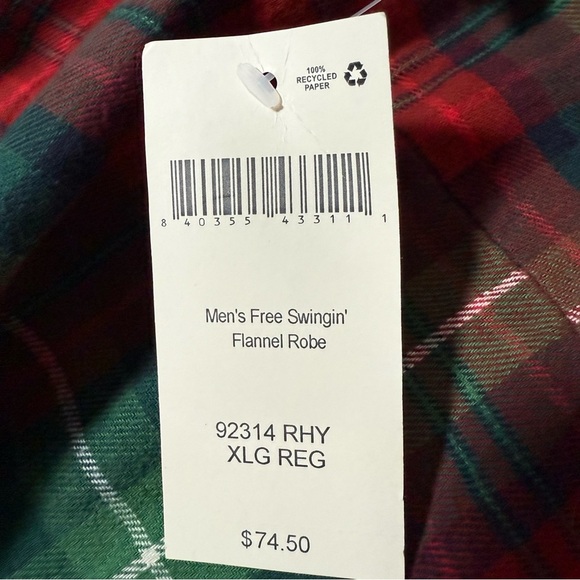 100%
RECYCLED
PAPER
8 40355 43311 1
Men's Free Swingin'
Flannel Robe
92314 RHY
XLG REG
$74.50